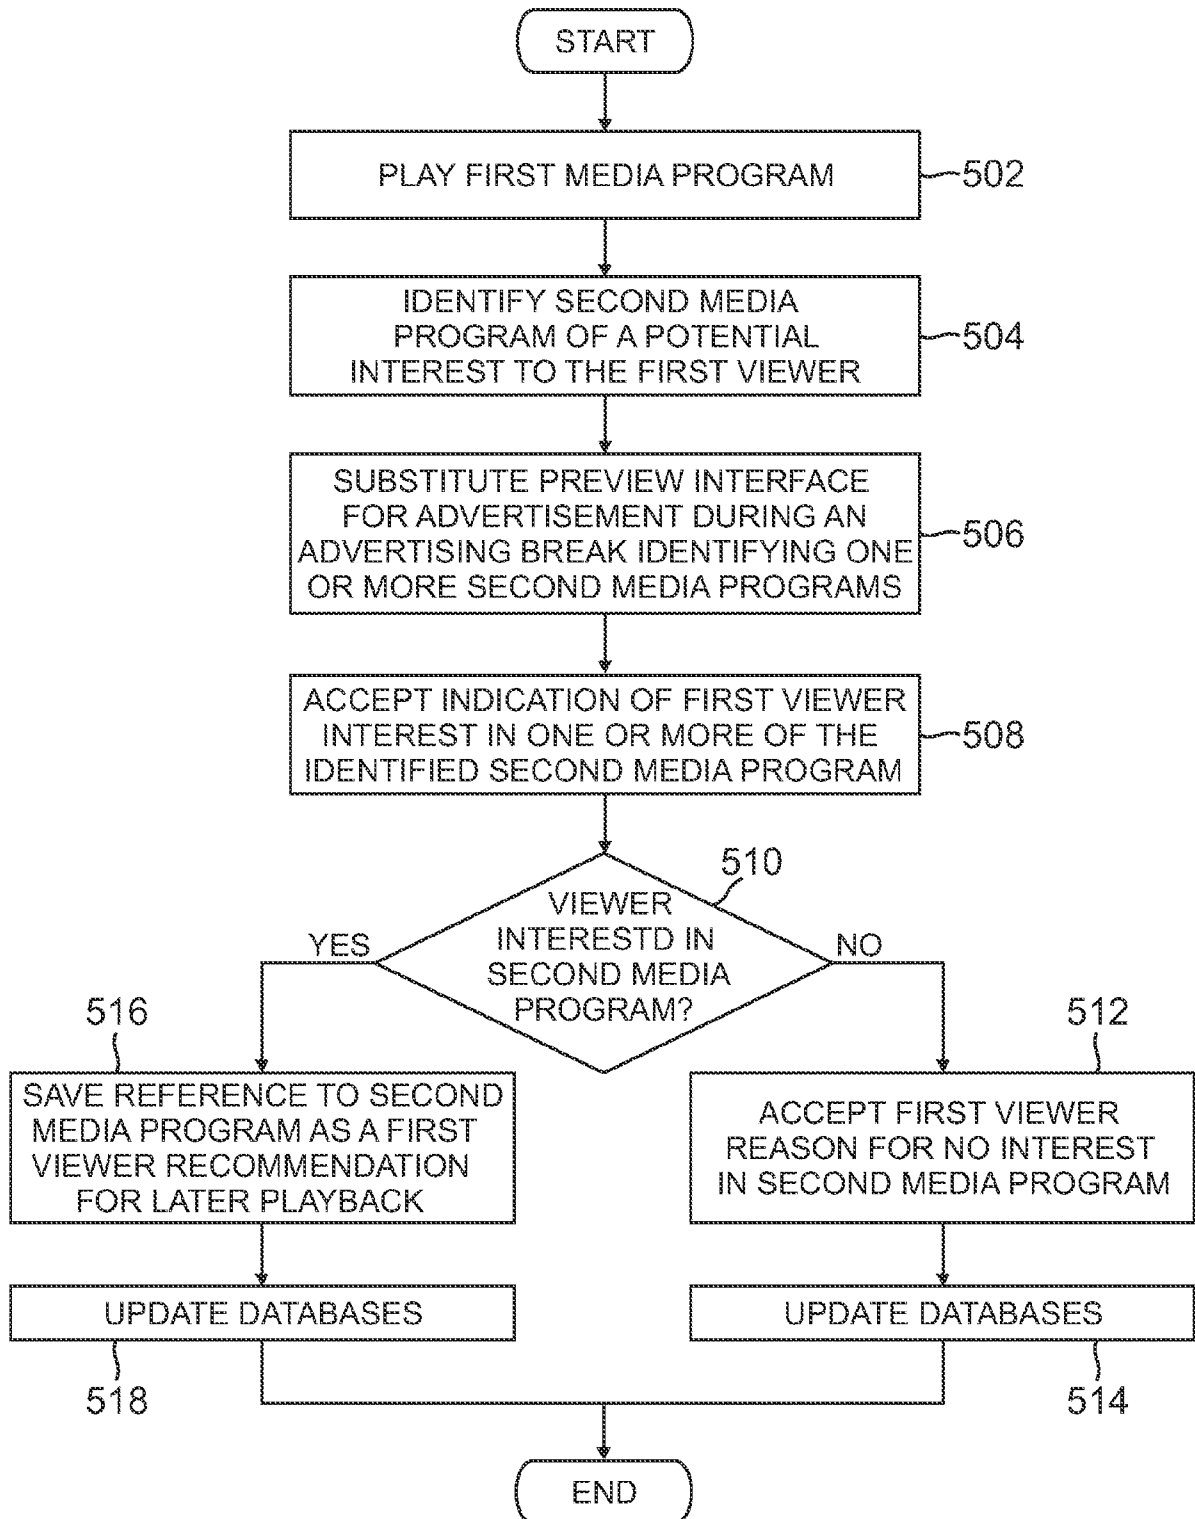 START
PLAY FIRST MEDIA PROGRAM
502
IDENTIFY SECOND MEDIA
PROGRAM OF A POTENTIAL
INTEREST TO THE FIRST VIEWER
504
SUBSTITUTE PREVIEW INTERFACE
FOR ADVERTISEMENT DURING AN
ADVERTISING BREAK IDENTIFYING ONE
OR MORE SECOND MEDIA PROGRAMS
506
ACCEPT INDICATION OF FIRST VIEWER
INTEREST IN ONE OR MORE OF THE
IDENTIFIED SECOND MEDIA PROGRAM
508
510
VIEWER
INTERESTD IN
SECOND MEDIA
PROGRAM?
YES
NO
516
SAVE REFERENCE TO SECOND
MEDIA PROGRAM AS A FIRST
VIEWER RECOMMENDATION
FOR LATER PLAYBACK
512
ACCEPT FIRST VIEWER
REASON FOR NO INTEREST
IN SECOND MEDIA PROGRAM
UPDATE DATABASES
518
UPDATE DATABASES
514
END